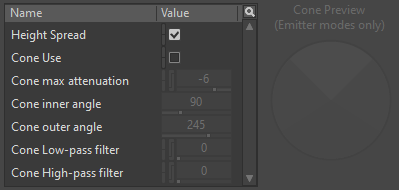 Name Value
Height Spread
Cone Use
Cone max attenuation -6
Cone inner angle 90
Cone outer angle 245
Cone Low-pass filter 0
Cone High-pass filter 0
Cone Preview
(Emitter modes only)